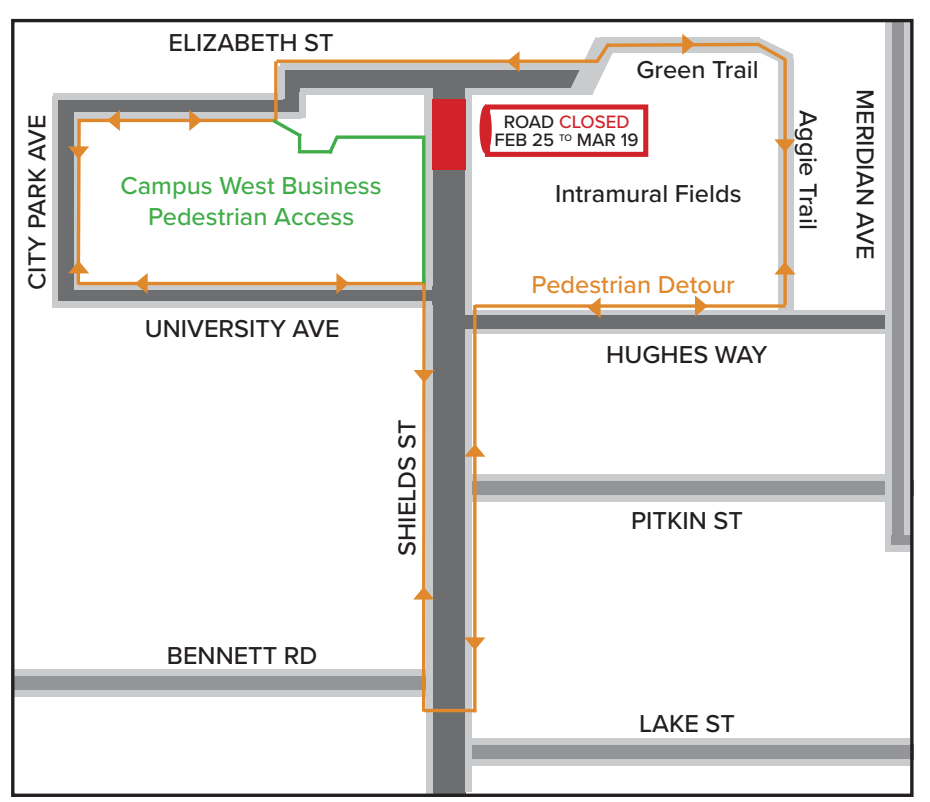 ELIZABETH ST
Green Trail
ROAD CLOSED
FEB 25 TO MAR 19
CITY PARK AVE
Campus West Business
Pedestrian Access
Intramural Fields
Aggie Trail
MERIDIAN AVE
Pedestrian Detour
UNIVERSITY AVE
HUGHES WAY
SHIELDS ST
PITKIN ST
BENNETT RD
LAKE ST